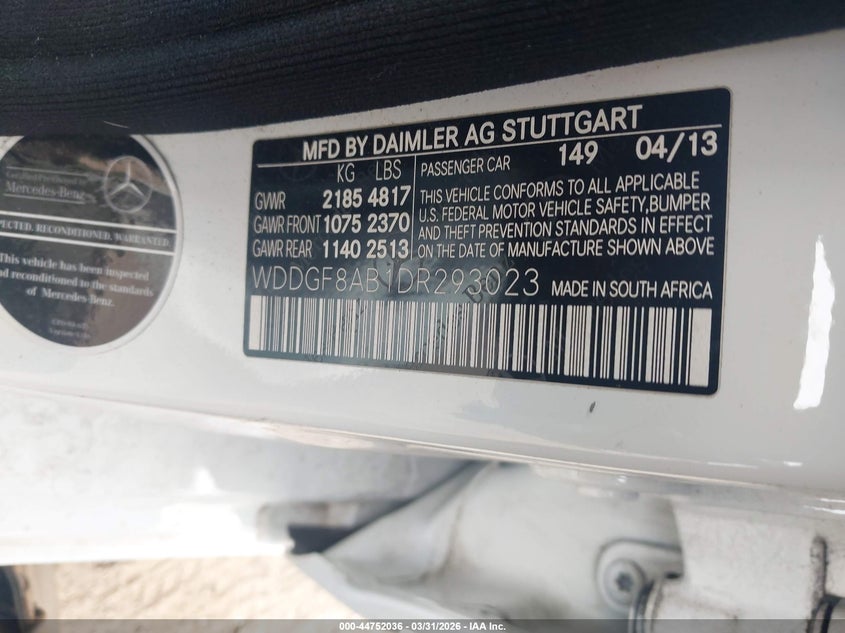 MFD BY DAIMLER AG STUTTGART
KG LBS
GVWR 2185 4817
GAWR FRONT 1075 2370
GAWR REAR 1140 2513
PASSENGER CAR 149 04/13
THIS VEHICLE CONFORMS TO ALL APPLICABLE
U.S. FEDERAL MOTOR VEHICLE SAFETY,BUMPER
AND THEFT PREVENTION STANDARDS IN EFFECT
ON THE DATE OF MANUFACTURE SHOWN ABOVE
WDDGF8AB1DR293023 MADE IN SOUTH AFRICA
Mercedes-Benz
RECONDITIONED. WARRANTED.
This vehicle has been inspected
and reconditioned to the standards
of Mercedes-Benz.
000-44752036 - 03/31/2026 - IAA Inc.